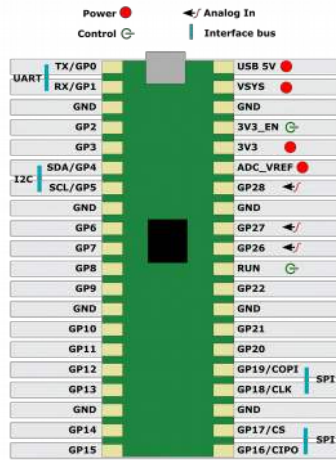 Power
Analog In
Control
Interface bus
TX/GP0
USB 5V
UART
RX/GP1
VSYS
GND
GND
GP2
3V3_EN
GP3
3V3
SDA/GP4
ADC_VREF
I2C
SCL/GP5
GP28
GND
GND
GP6
GP27
GP7
GP26
GP8
RUN
GP9
GP22
GND
GND
GP10
GP21
GP11
GP20
GP12
GP19/COPI
SPI
GP13
GP18/CLK
GND
GND
GP14
GP17/CS
SPI
GP15
GP16/CIPO